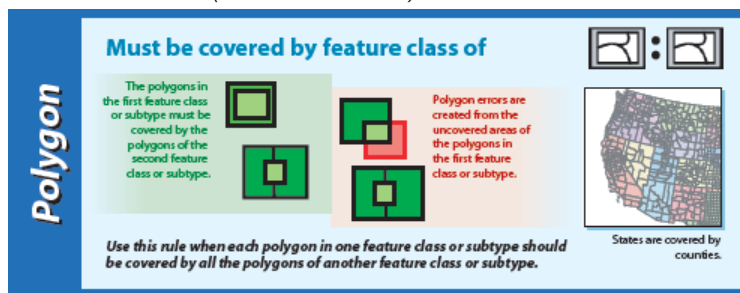 Polygon
Must be covered by feature class of
The polygons in
the first feature class
or subtype must be
covered by the
polygons of the
second feature
class or subtype.
Polygon errors are
created from the
uncovered areas of
the polygons in
the first feature
class or subtype.
States are covered by
counties.
Use this rule when each polygon in one feature class or subtype should
be covered by all the polygons of another feature class or subtype.